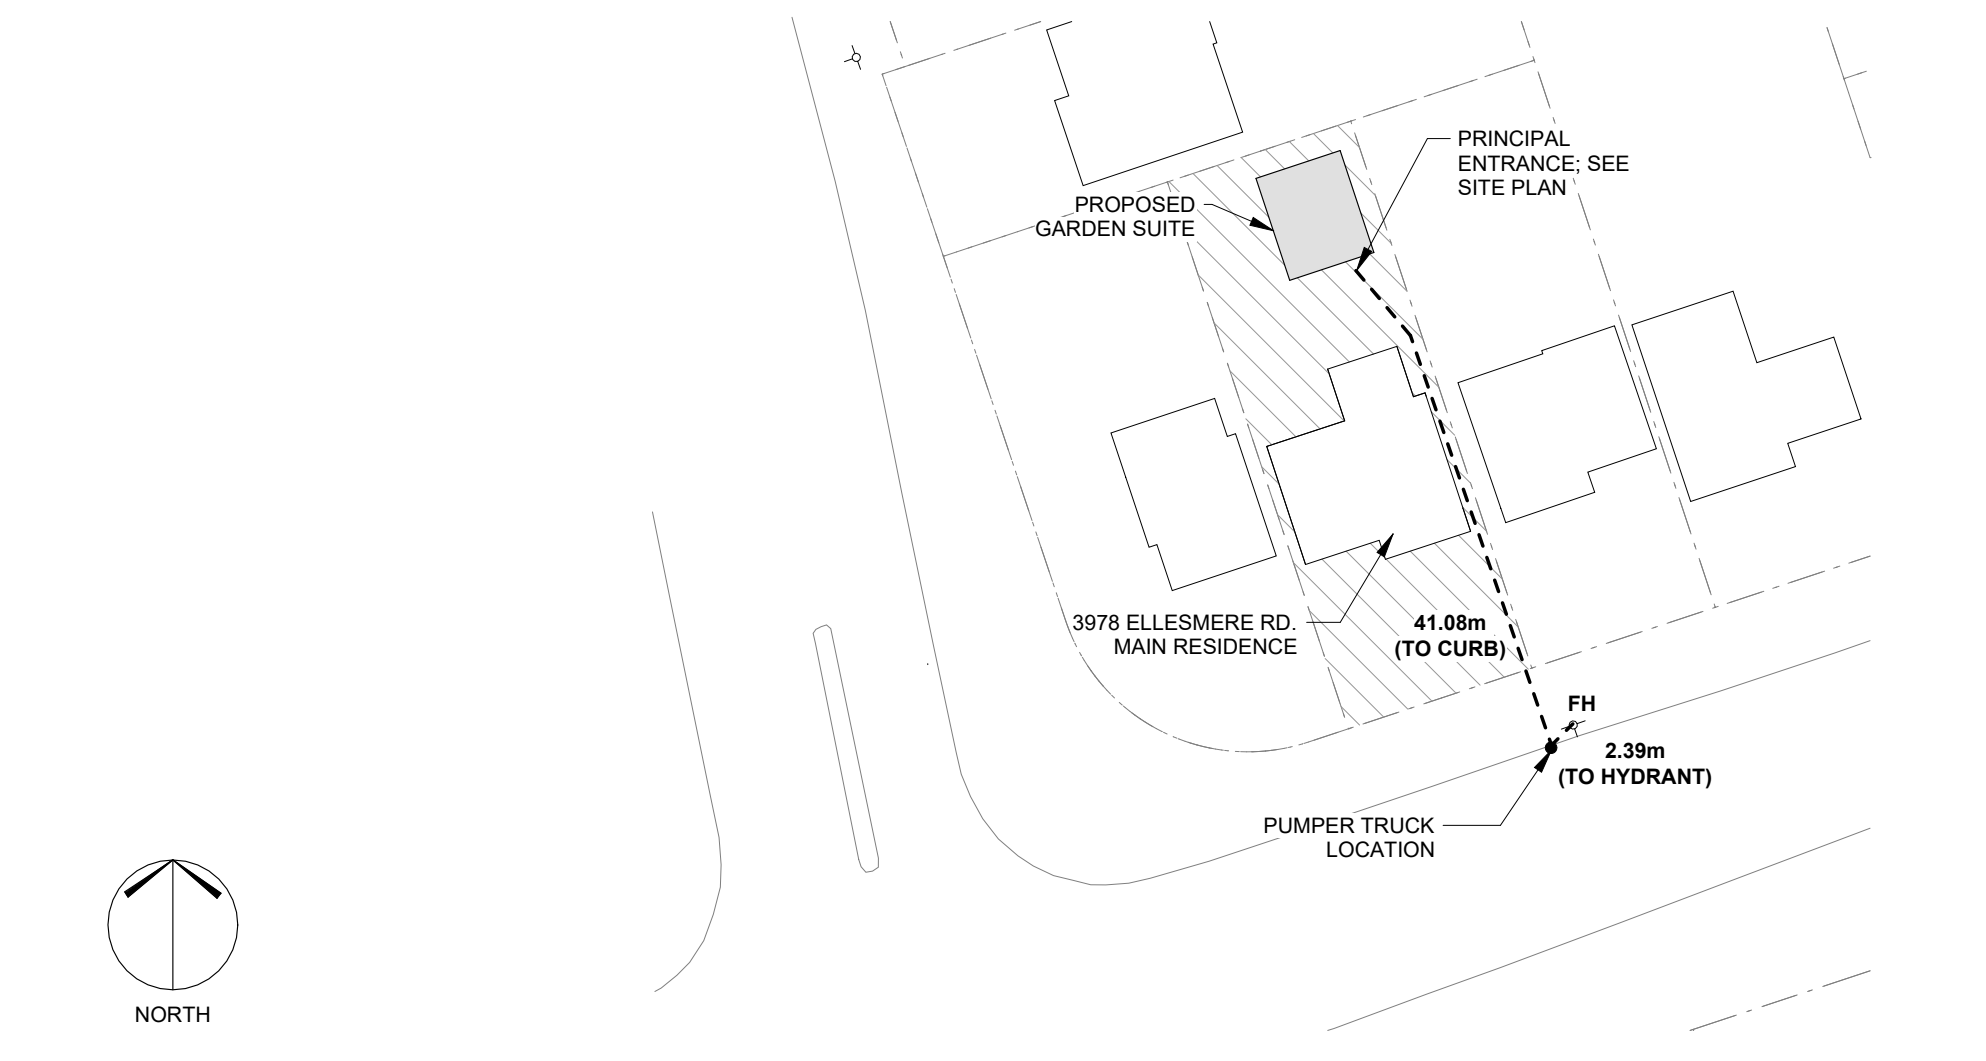 PRINCIPAL
ENTRANCE; SEE
SITE PLAN
PROPOSED
GARDEN SUITE
3978 ELLESMERE RD.
MAIN RESIDENCE
41.08m
(TO CURB)
FH
2.39m
(TO HYDRANT)
PUMPER TRUCK
LOCATION
NORTH